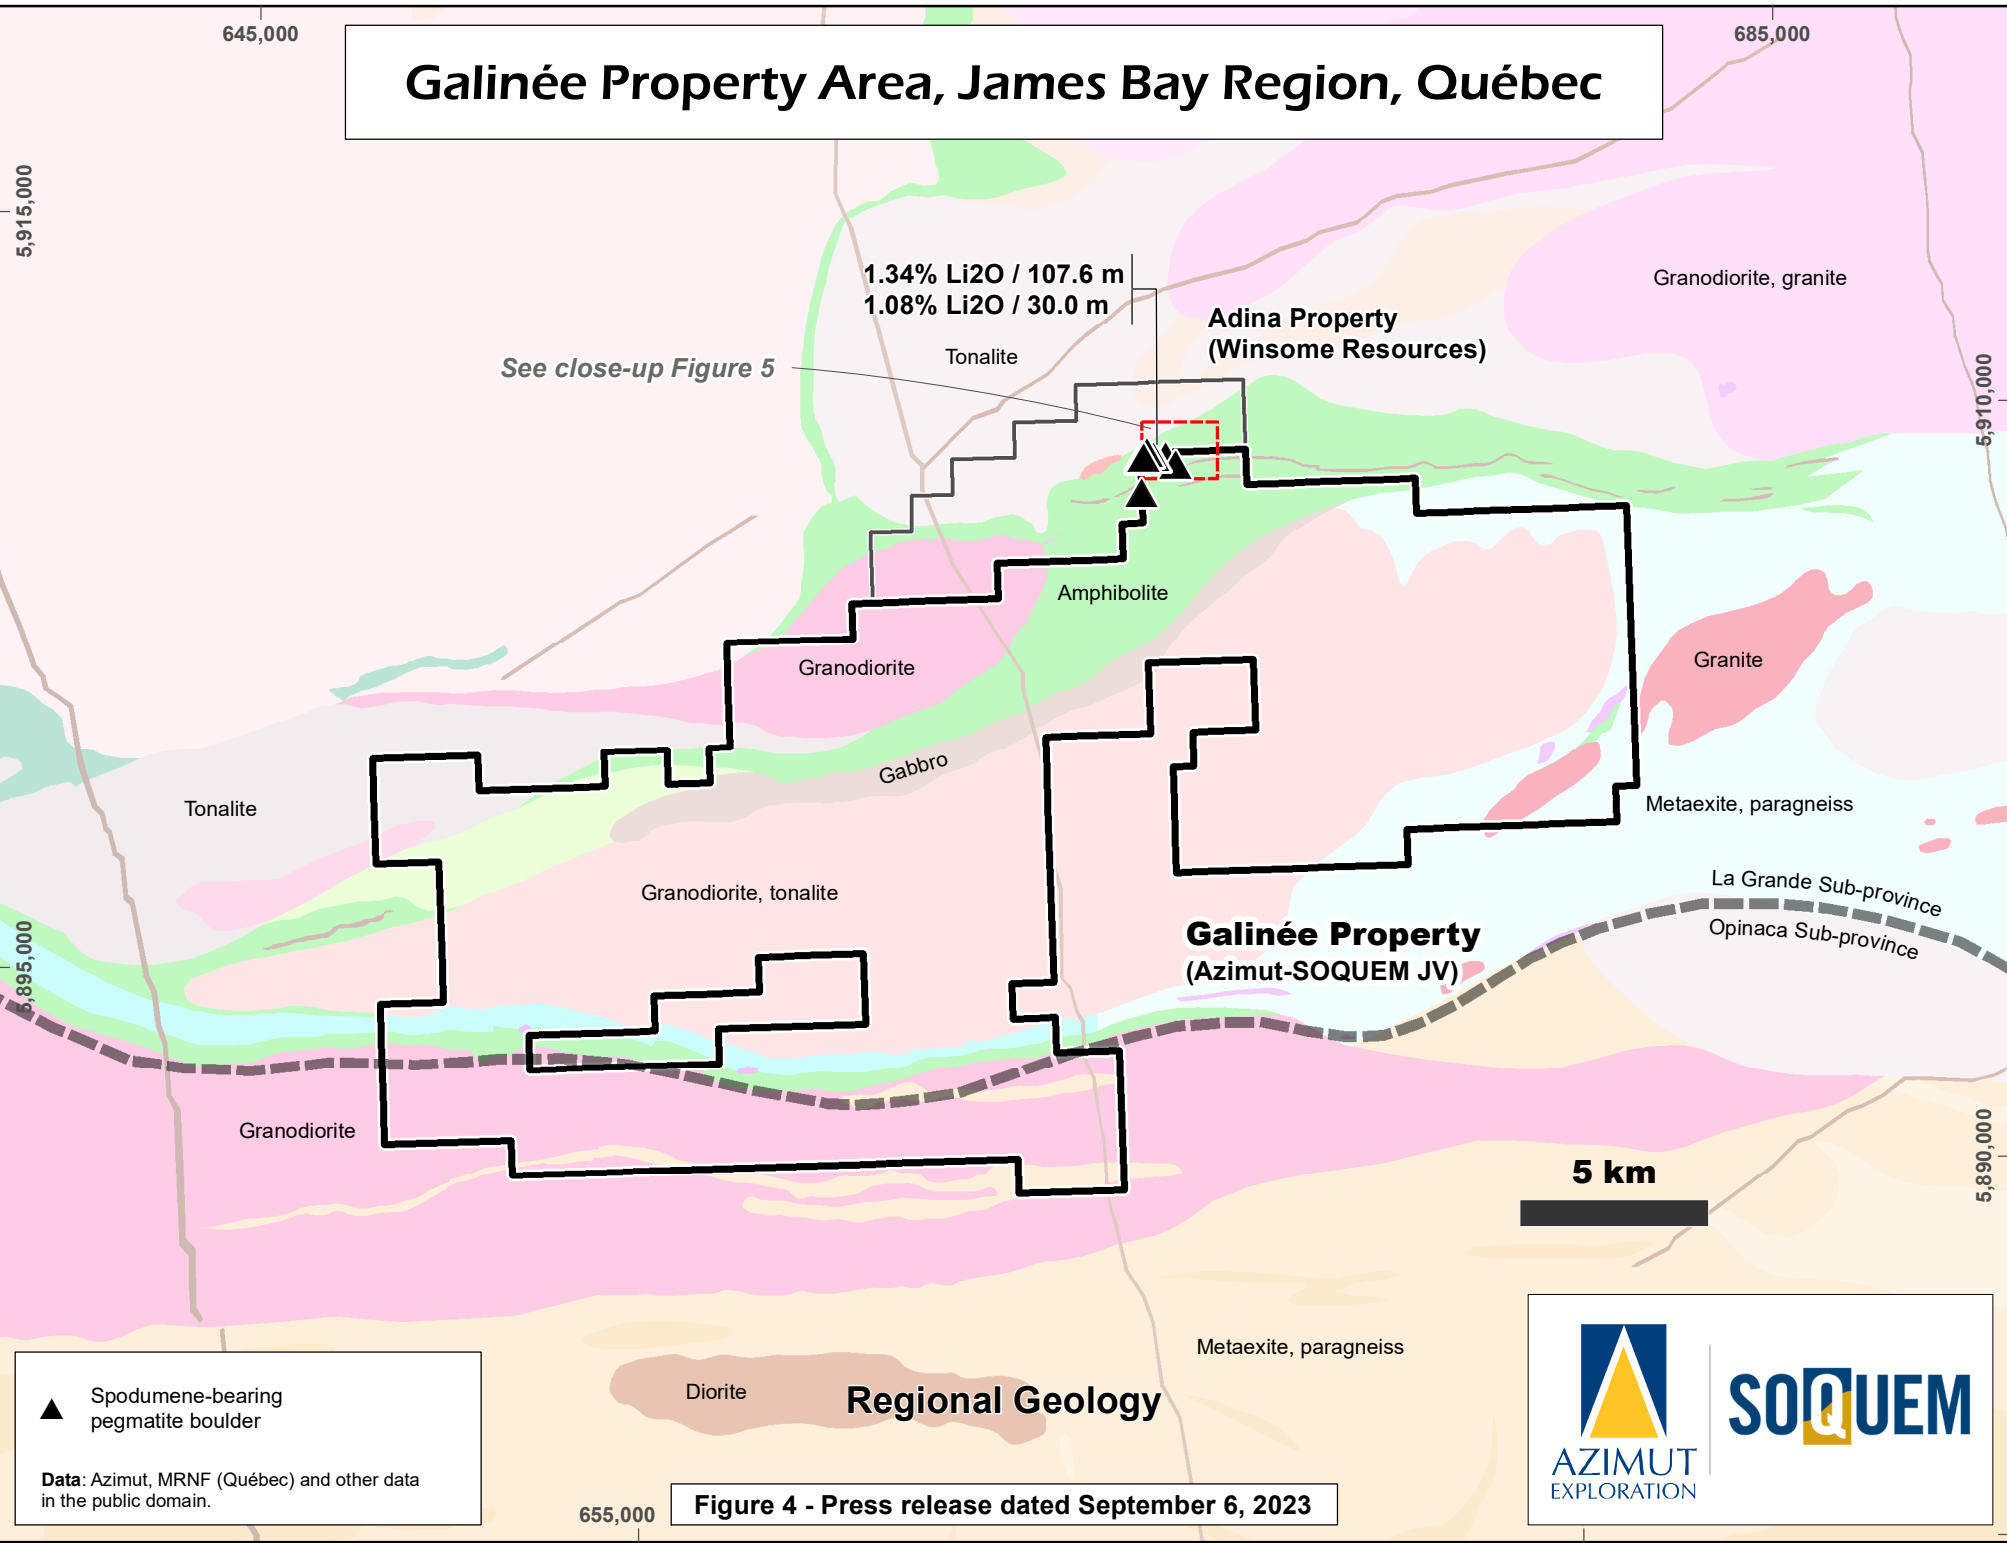 645,000
685,000
Galinée Property Area, James Bay Region, Québec
5,915,000
1.34% Li2O / 107.6 m
1.08% Li2O / 30.0 m
Granodiorite, granite
Adina Property
(Winsome Resources)
Tonalite
See close-up Figure 5
5,910,000
Amphibolite
Granodiorite
Granite
Gabbro
Tonalite
Metaexite, paragneiss
Granodiorite, tonalite
La Grande Sub-province
Opinaca Sub-province
Galinée Property
(Azimut-SOQUEM JV)
5,895,000
Granodiorite
5,890,000
5 km
Metaexite, paragneiss
Diorite
Regional Geology
Spodumene-bearing
pegmatite boulder
Data: Azimut, MRNF (Québec) and other data
in the public domain.
AZIMUT
EXPLORATION
SOQUEM
655,000
Figure 4 - Press release dated September 6, 2023